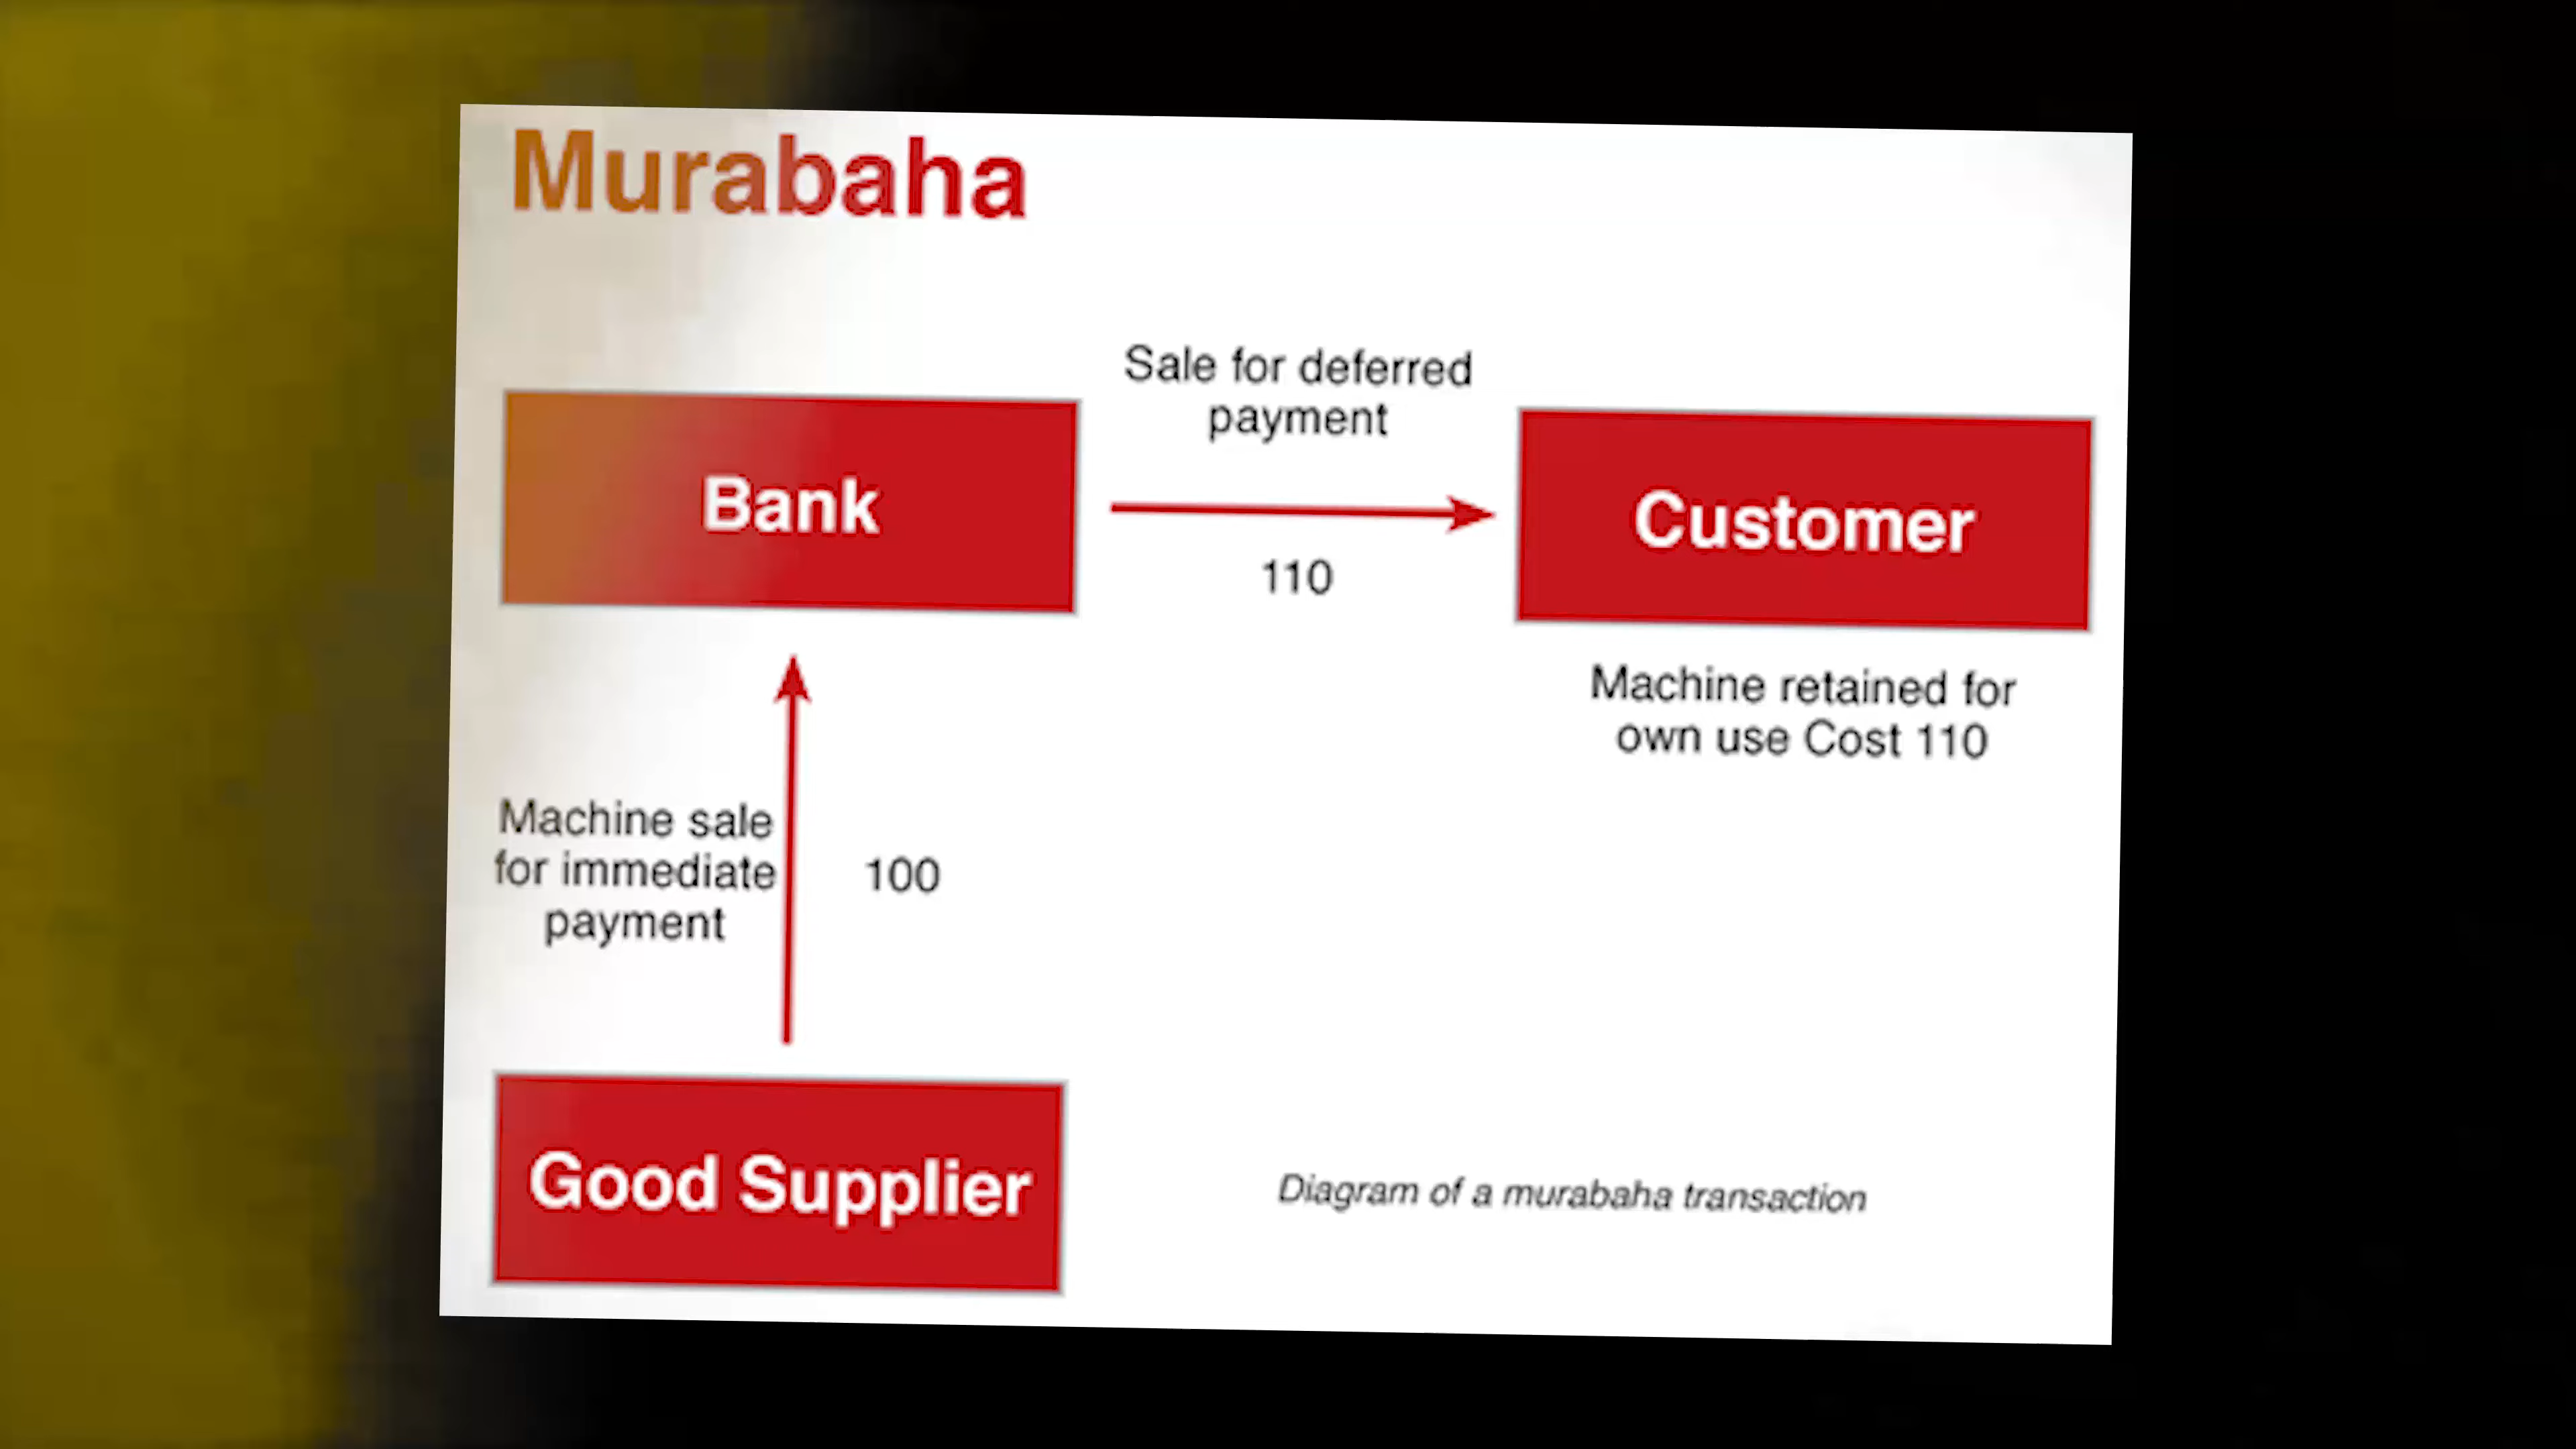 Murabaha
Sale for deferred
payment
Bank
Customer
110
Machine retained for
own use Cost 110
Machine sale
for immediate
payment
100
Good Supplier
Diagram of a murabaha transaction